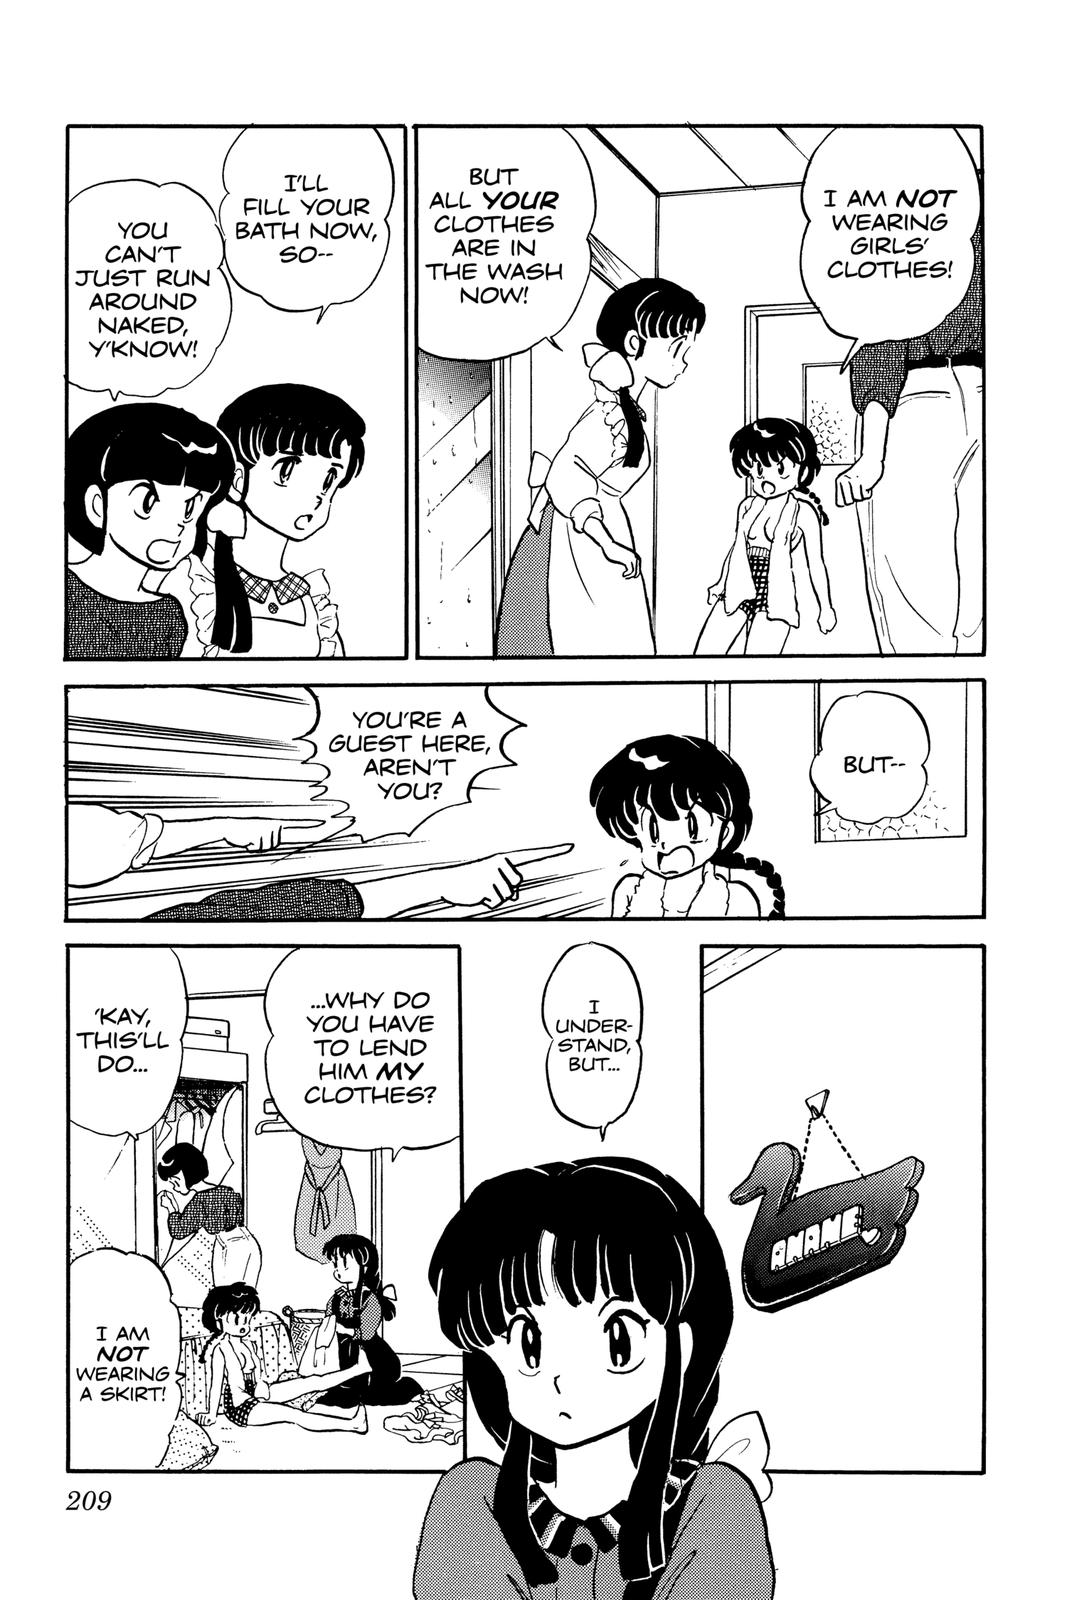 I AM NOT
WEARING
GIRLS'
CLOTHES!
BUT
ALL YOUR
CLOTHES
ARE IN
THE WASH
NOW!
I'LL
FILL YOUR
BATH NOW,
SO--
YOU
CAN'T
JUST RUN
AROUND
NAKED,
Y'KNOW!
BUT--
YOU'RE A
GUEST HERE,
AREN'T
YOU?
AKANE
I
UNDER-
STAND,
BUT...
...WHY DO
YOU HAVE
TO LEND
HIM MY
CLOTHES?
'KAY,
THIS'LL
DO...
I AM
NOT
WEARING
A SKIRT!
209